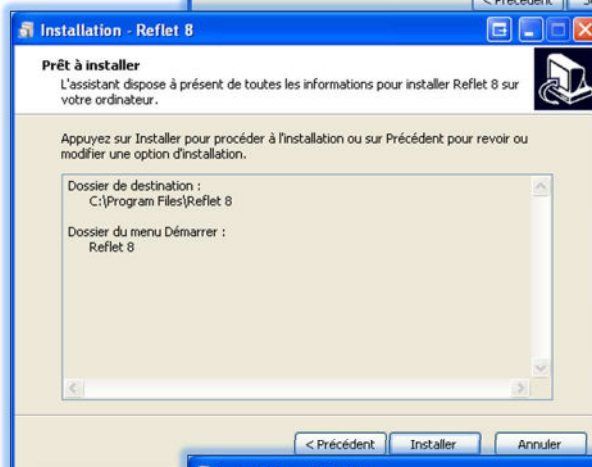 < Précédent
Installation - Reflet 8
Prêt à installer
L'assistant dispose à présent de toutes les informations pour installer Reflet 8 sur
votre ordinateur.
Appuyez sur Installer pour procéder à l'installation ou sur Précédent pour revoir ou
modifier une option d'installation.
Dossier de destination :
C:\Program Files\Reflet 8
Dossier du menu Démarrer :
Reflet 8
< Précédent
Installer
Annuler